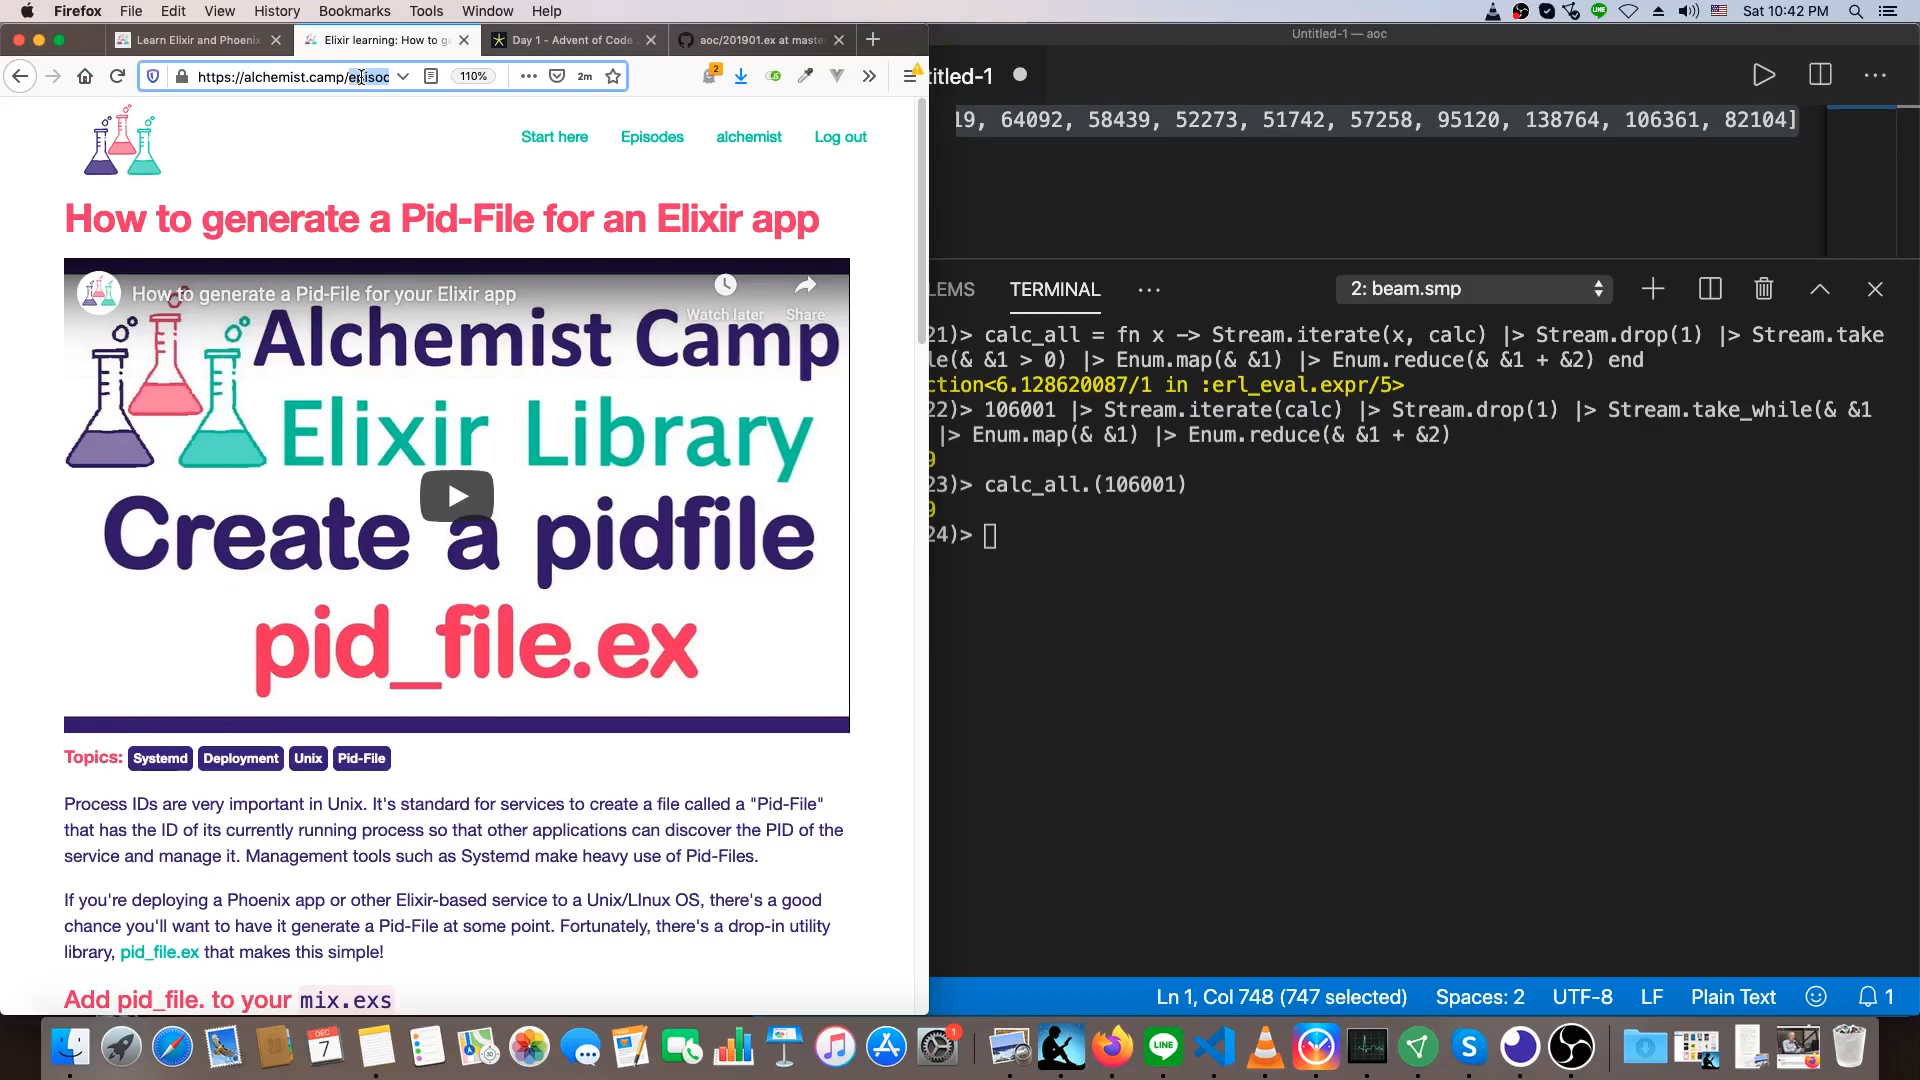 Firefox File Edit View History Bookmarks Tools Window Help
Sat 10:42 PM
Learn Elixir and Phoenix
Elixir learning: How to g
Day 1 - Advent of Code
aoc/201901.ex at maste
https://alchemist.camp/episod
110%
2m
2
Start here
Episodes
alchemist
Log out
How to generate a Pid-File for an Elixir app
How to generate a Pid-File for your Elixir app
Watch later
Share
Alchemist Camp
Elixir Library
Create a pidfile
pid_file.ex
Topics: Systemd Deployment Unix Pid-File
Process IDs are very important in Unix. It's standard for services to create a file called a "Pid-File"
that has the ID of its currently running process so that other applications can discover the PID of the
service and manage it. Management tools such as Systemd make heavy use of Pid-Files.
If you're deploying a Phoenix app or other Elixir-based service to a Unix/LInux OS, there's a good
chance you'll want to have it generate a Pid-File at some point. Fortunately, there's a drop-in utility
library, pid_file.ex that makes this simple!
Add pid_file. to your mix.exs
Untitled-1 — aoc
titled-1
19, 64092, 58439, 52273, 51742, 57258, 95120, 138764, 106361, 82104]
LEMS
TERMINAL
2: beam.smp
21)> calc_all = fn x -> Stream.iterate(x, calc) |> Stream.drop(1) |> Stream.take
le(& &1 > 0) |> Enum.map(& &1) |> Enum.reduce(& &1 + &2) end
ction<6.128620087/1 in :erl_eval.expr/5>
22)> 106001 |> Stream.iterate(calc) |> Stream.drop(1) |> Stream.take_while(& &1
|> Enum.map(& &1) |> Enum.reduce(& &1 + &2)
9
23)> calc_all.(106001)
9
24)>
Ln 1, Col 748 (747 selected)
Spaces: 2
UTF-8
LF
Plain Text
1
DEC
7
1
LINE